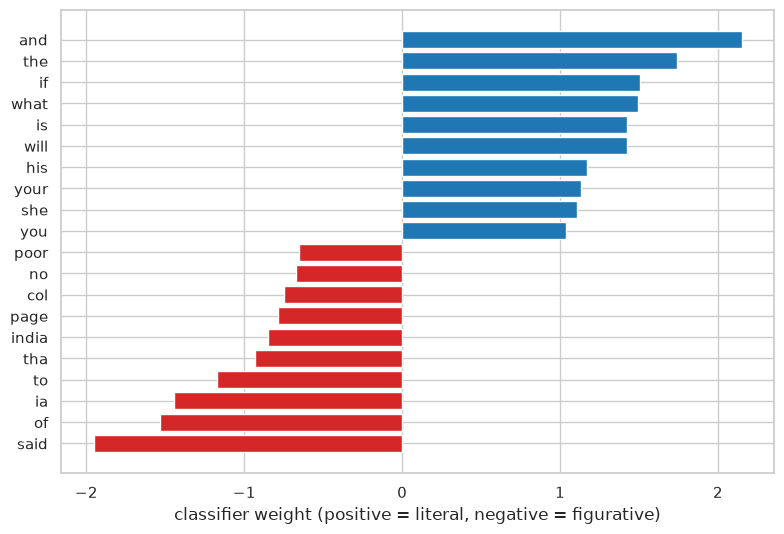 and
the
if
what
is
will
his
your
she
you
poor
no
col
page
india
tha
to
ia
of
said
−2 −1 0 1 2
classifier weight (positive = literal, negative = figurative)